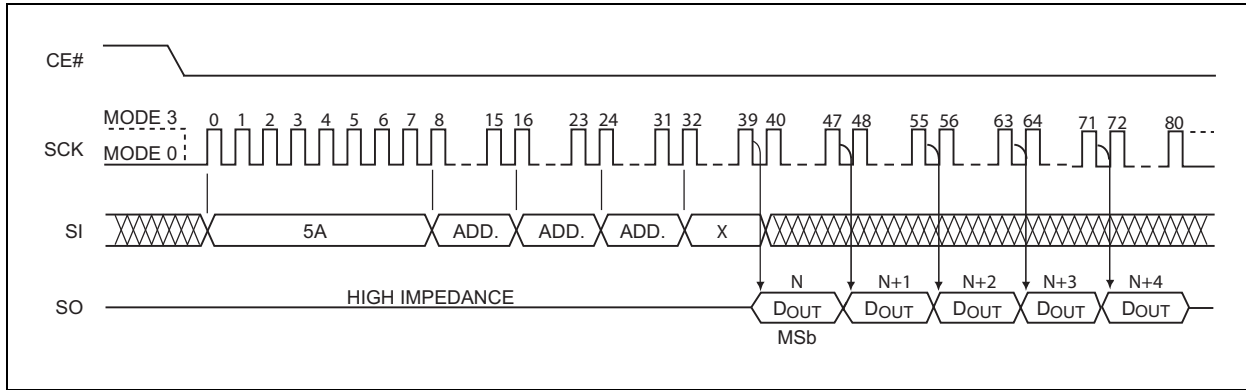 CE#
MODE 3
0 1 2 3 4 5 6 7 8 15 16 23 24 31 32 39 40 47 48 55 56 63 64 71 72 80
SCK
MODE 0
SI
5A ADD. ADD. ADD. X
N N+1 N+2 N+3 N+4
HIGH IMPEDANCE
SO
DOUT DOUT DOUT DOUT DOUT
MSb